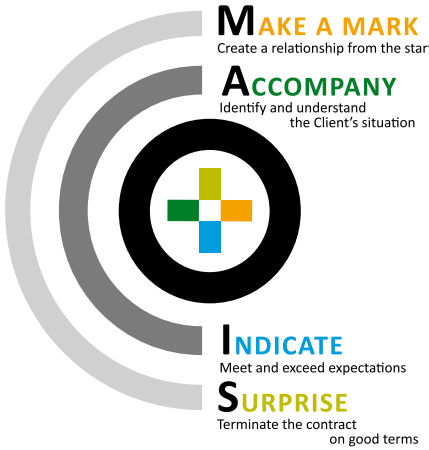 MAKE A MARK
Create a relationship from the star
ACCOMPANY
Identify and understand
the Client's situation
INDICATE
Meet and exceed expectations
SURPRISE
Terminate the contract
on good terms